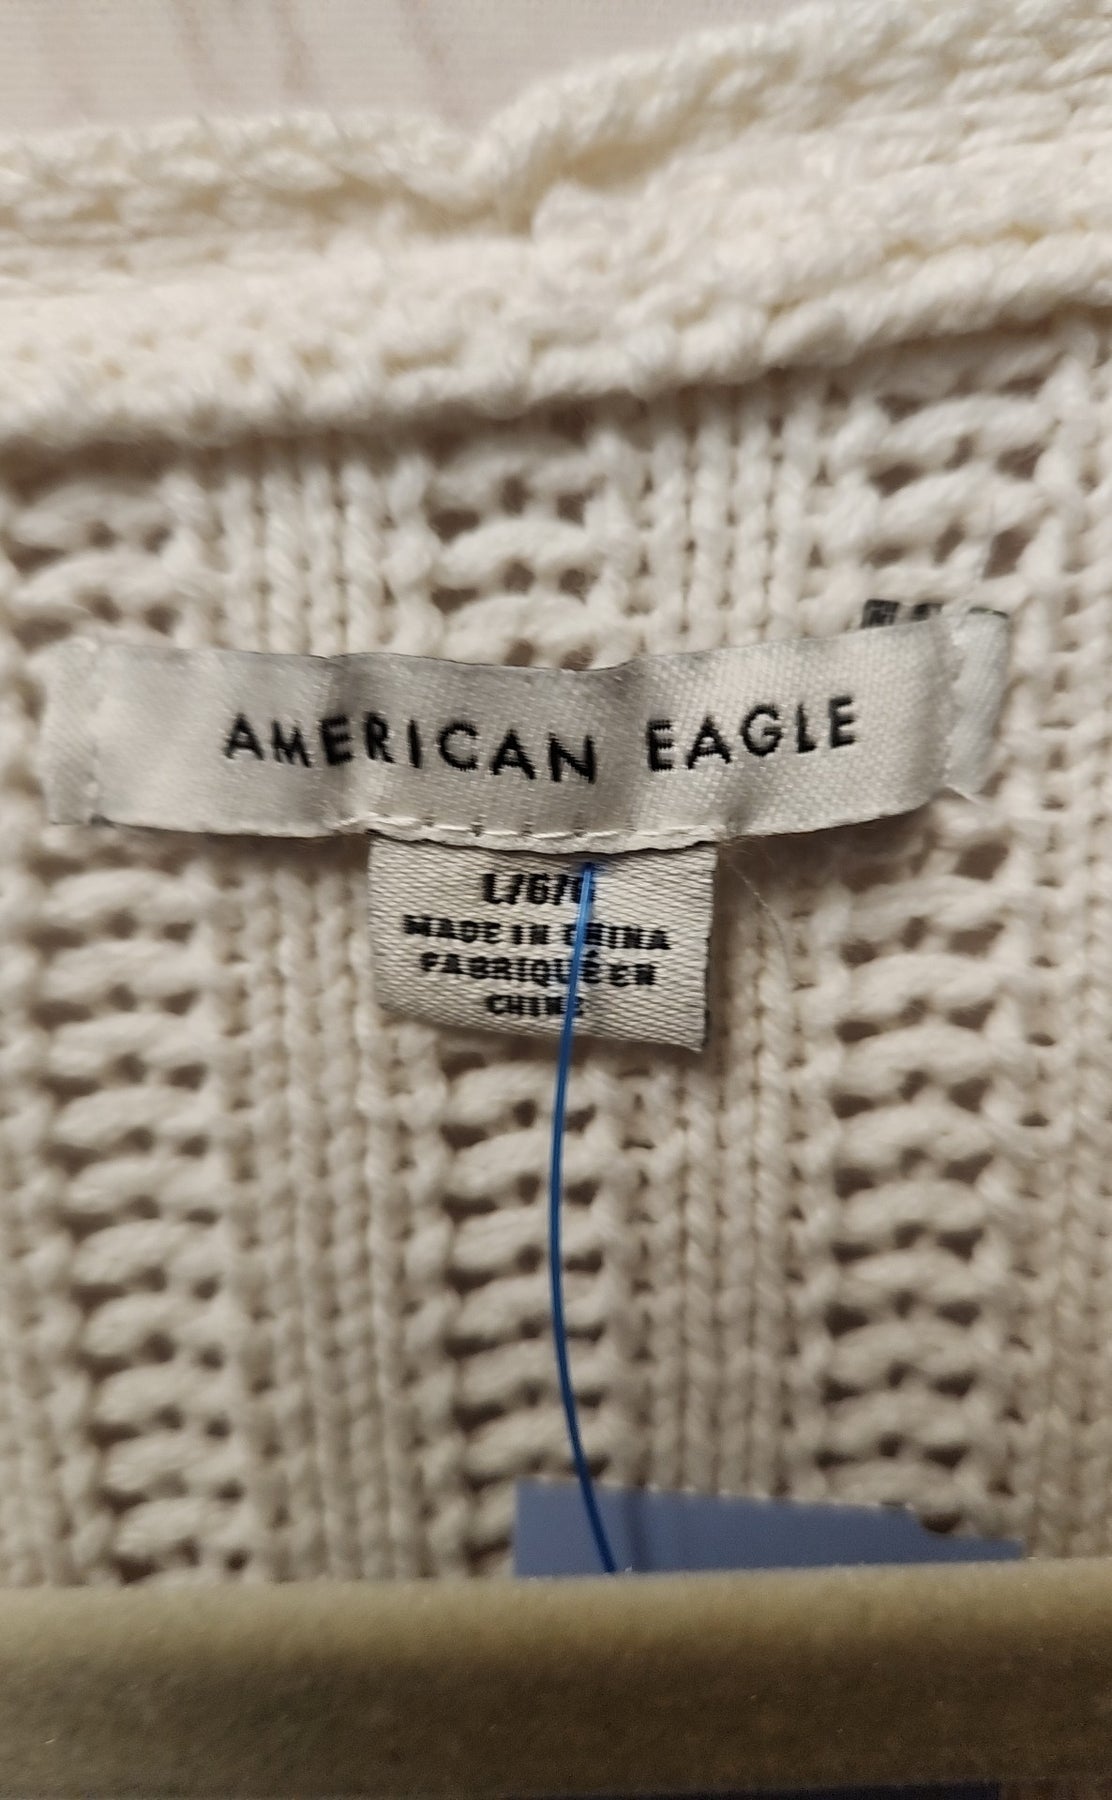 AMERICAN EAGLE
L/G/G
MADE IN CHINA
FABRIQUÉ EN
CHINE